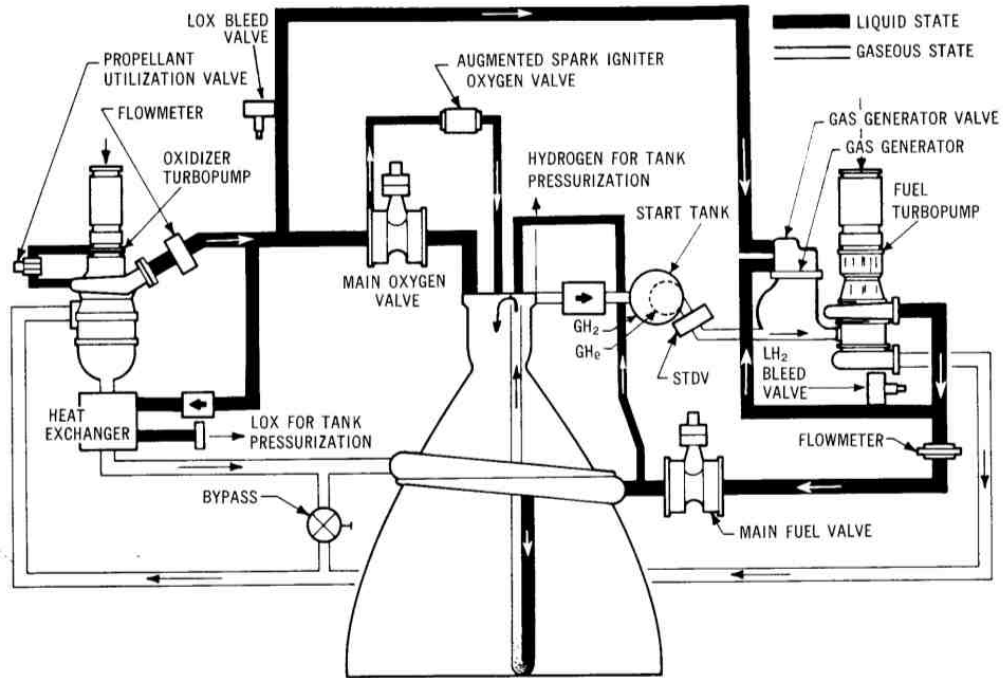 LOX BLEED
VALVE
PROPELLANT
UTILIZATION VALVE
FLOWMETER
OXIDIZER
TURBOPUMP
AUGMENTED SPARK IGNITER
OXYGEN VALVE
LIQUID STATE
GASEOUS STATE
GAS GENERATOR VALVE
GAS GENERATOR
FUEL
TURBOPUMP
HYDROGEN FOR TANK
PRESSURIZATION
START TANK
MAIN OXYGEN
VALVE
GH2
GHe
STDV
LH2
BLEED
VALVE
HEAT
EXCHANGER
LOX FOR TANK
PRESSURIZATION
FLOWMETER
BYPASS
MAIN FUEL VALVE